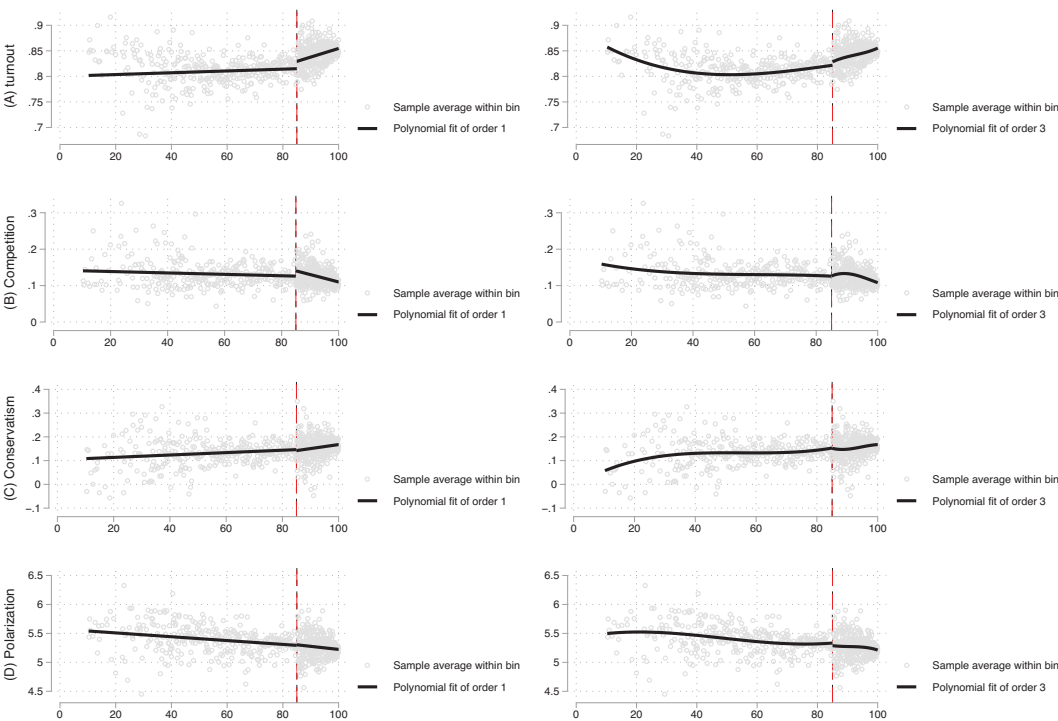 (A) turnout
.9
.85
.8
.75
.7
0 20 40 60 80 100
Sample average within bin
Polynomial fit of order 1
.9
.85
.8
.75
.7
0 20 40 60 80 100
Sample average within bin
Polynomial fit of order 3
(B) Competition
.3
.2
.1
0
0 20 40 60 80 100
Sample average within bin
Polynomial fit of order 1
.3
.2
.1
0
0 20 40 60 80 100
Sample average within bin
Polynomial fit of order 3
(C) Conservatism
.4
.3
.2
.1
0
–.1
0 20 40 60 80 100
Sample average within bin
Polynomial fit of order 1
.4
.3
.2
.1
0
–.1
0 20 40 60 80 100
Sample average within bin
Polynomial fit of order 3
(D) Polarization
6.5
6
5.5
5
4.5
0 20 40 60 80 100
Sample average within bin
Polynomial fit of order 1
6.5
6
5.5
5
4.5
0 20 40 60 80 100
Sample average within bin
Polynomial fit of order 3